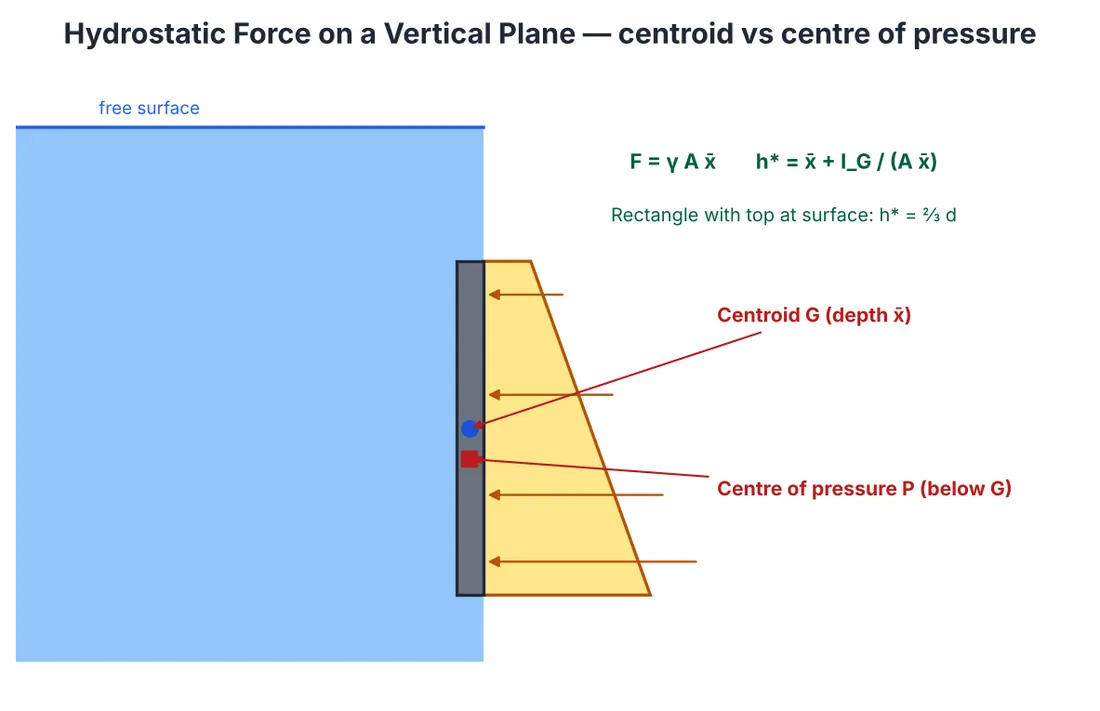 Hydrostatic Force on a Vertical Plane — centroid vs centre of pressure
free surface
F = γ A x̄ h* = x̄ + I_G / (A x̄)
Rectangle with top at surface: h* = ⅔ d
Centroid G (depth x̄)
Centre of pressure P (below G)